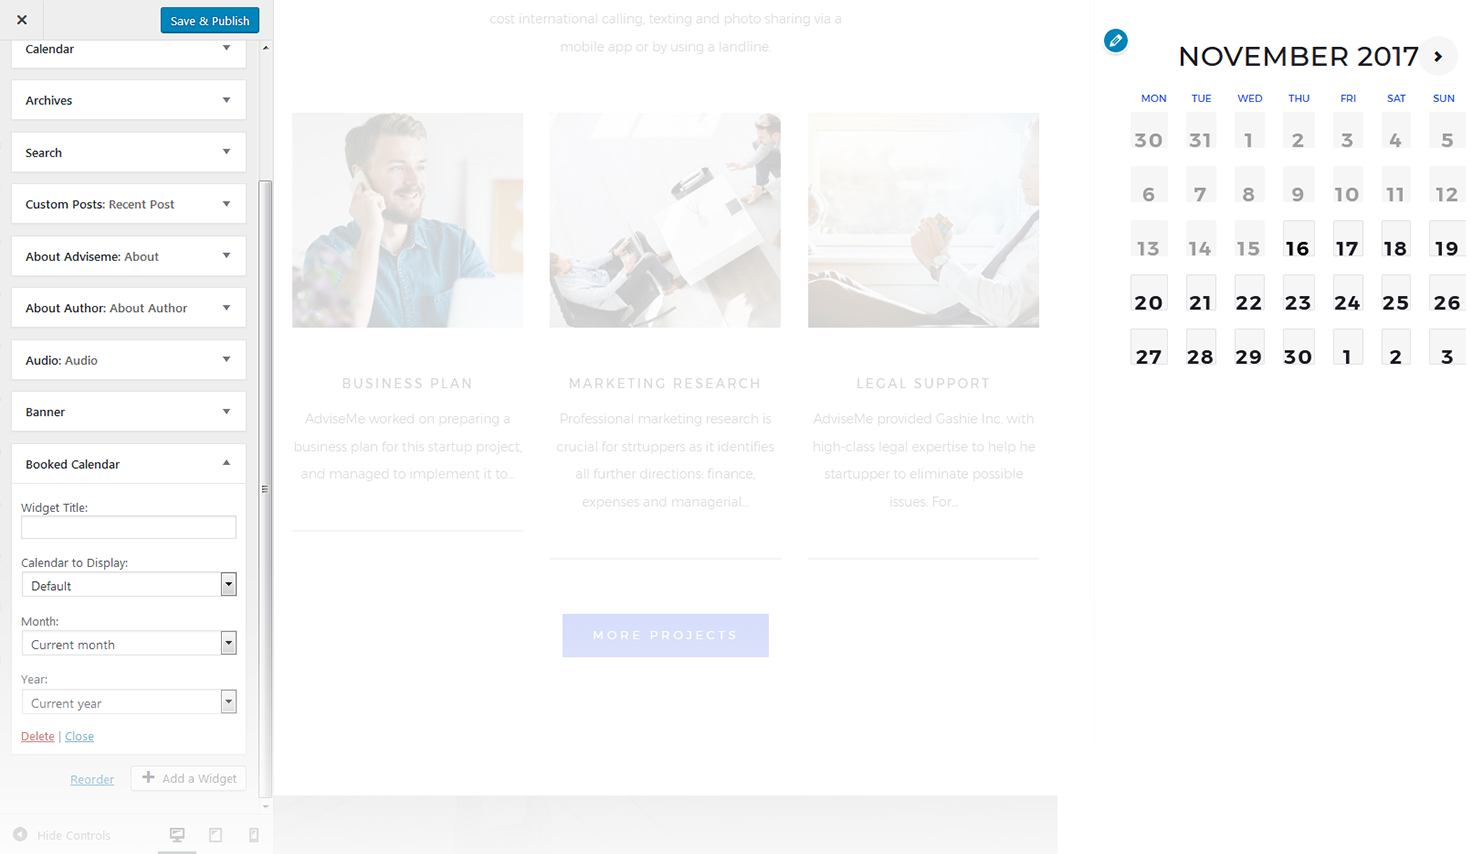 Save & Publish
Calendar
Archives
Search
Custom Posts: Recent Post
About Adviseme: About
About Author: About Author
Audio: Audio
Banner
Booked Calendar
Widget Title:
Calendar to Display:
Default
Month:
Current month
Year:
Current year
Delete | Close
Reorder
Add a Widget
Hide Controls
cost international calling, texting and photo sharing via a
mobile app or by using a landline.
BUSINESS PLAN
AdviseMe worked on preparing a
business plan for this startup project,
and managed to implement it to...
MARKETING RESEARCH
Professional marketing research is
crucial for strtuppers as it identifies
all further directions: finance,
expenses and managerial...
LEGAL SUPPORT
AdviseMe provided Gashie Inc. with
high-class legal expertise to help he
startupper to eliminate possible
issues. For...
MORE PROJECTS
NOVEMBER 2017
MON TUE WED THU FRI SAT SUN
30 31 1 2 3 4 5
6 7 8 9 10 11 12
13 14 15 16 17 18 19
20 21 22 23 24 25 26
27 28 29 30 1 2 3